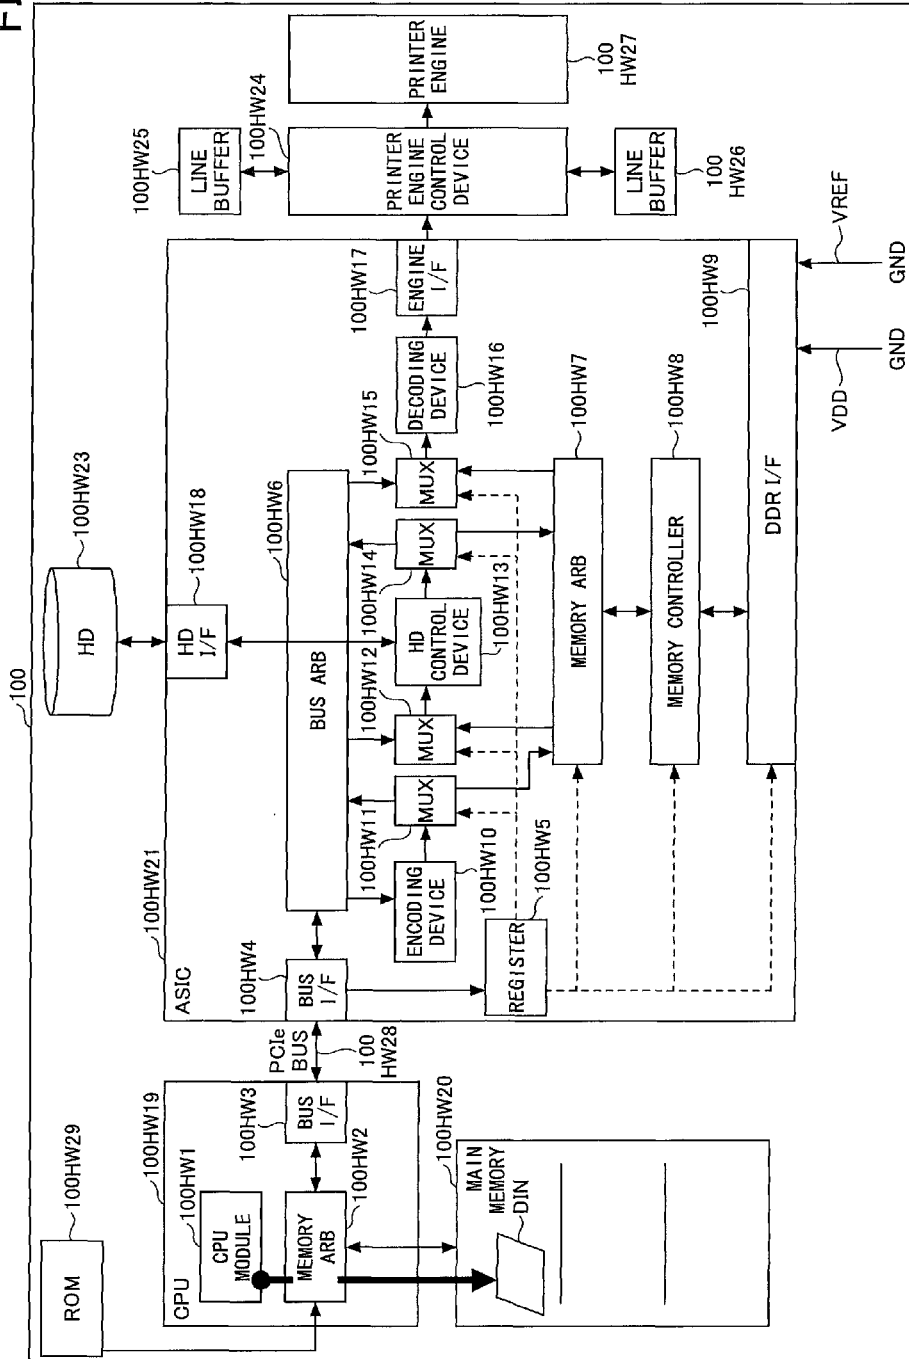 100
ROM
100HW29
100HW19
CPU
100HW1
CPU
MODULE
MEMORY
ARB
100HW2
100HW3
BUS
I/F
PCIe
BUS
100
HW28
100HW20
MAIN
MEMORY
DIN
100HW21
ASIC
100HW4
BUS
I/F
REGISTER
100HW5
BUS ARB
100HW6
ENCODING
DEVICE
100HW10
100HW11
MUX
100HW12
MUX
HD
CONTROL
DEVICE
100HW13
100HW14
MUX
100HW15
MUX
DECODING
DEVICE
100HW16
100HW17
ENGINE
I/F
HD
I/F
100HW18
HD
100HW23
MEMORY ARB
100HW7
MEMORY CONTROLLER
100HW8
DDR I/F
100HW9
VDD
GND
VREF
GND
100HW25
LINE
BUFFER
100HW24
PRINTER
ENGINE
CONTROL
DEVICE
LINE
BUFFER
100
HW26
PRINTER
ENGINE
100
HW27